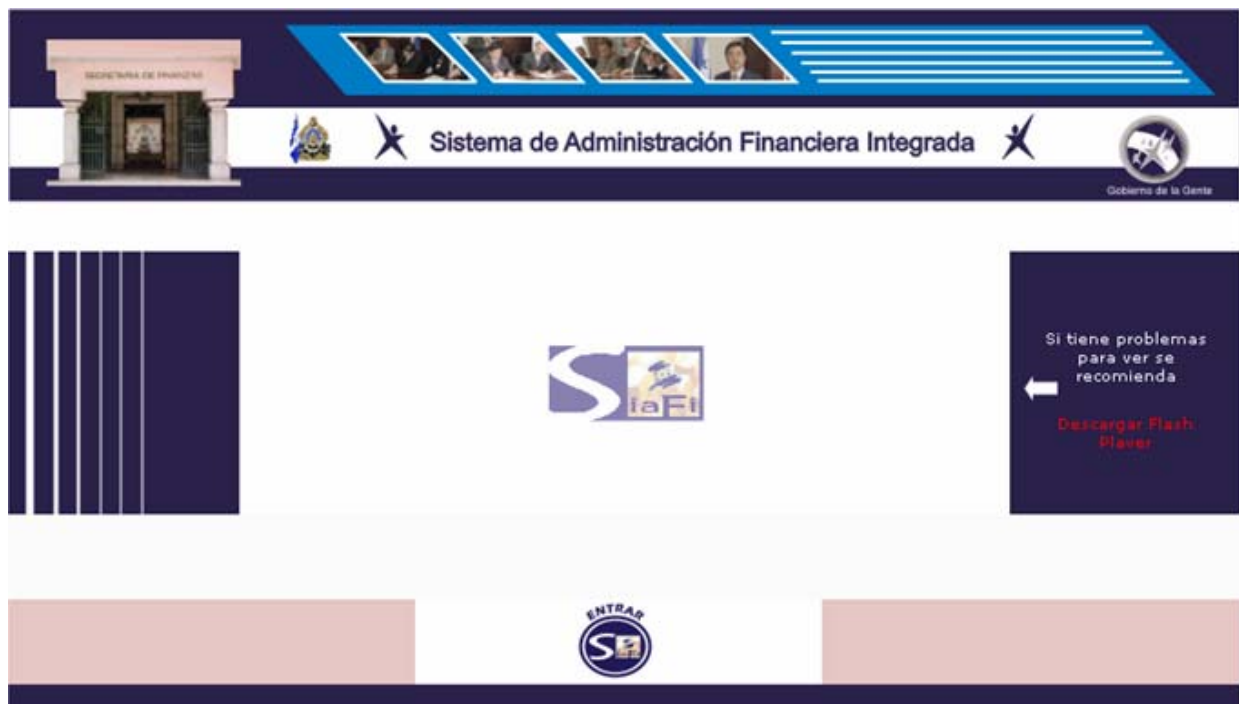 SECRETARIA DE FINANZAS
Sistema de Administración Financiera Integrada
Gobierno de la Gente
SiaFi
Si tiene problemas
para ver se
recomienda
Descargar Flash
Player
ENTRAR